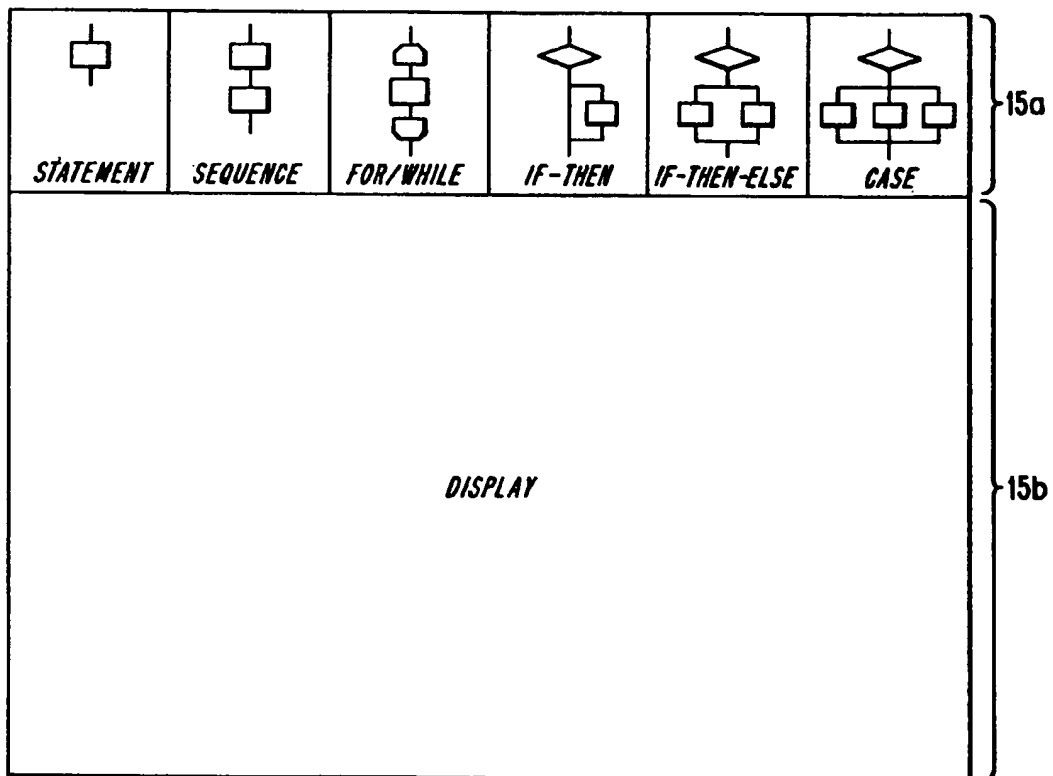 15a
STATEMENT SEQUENCE FOR/WHILE IF-THEN IF-THEN-ELSE CASE
DISPLAY
15b